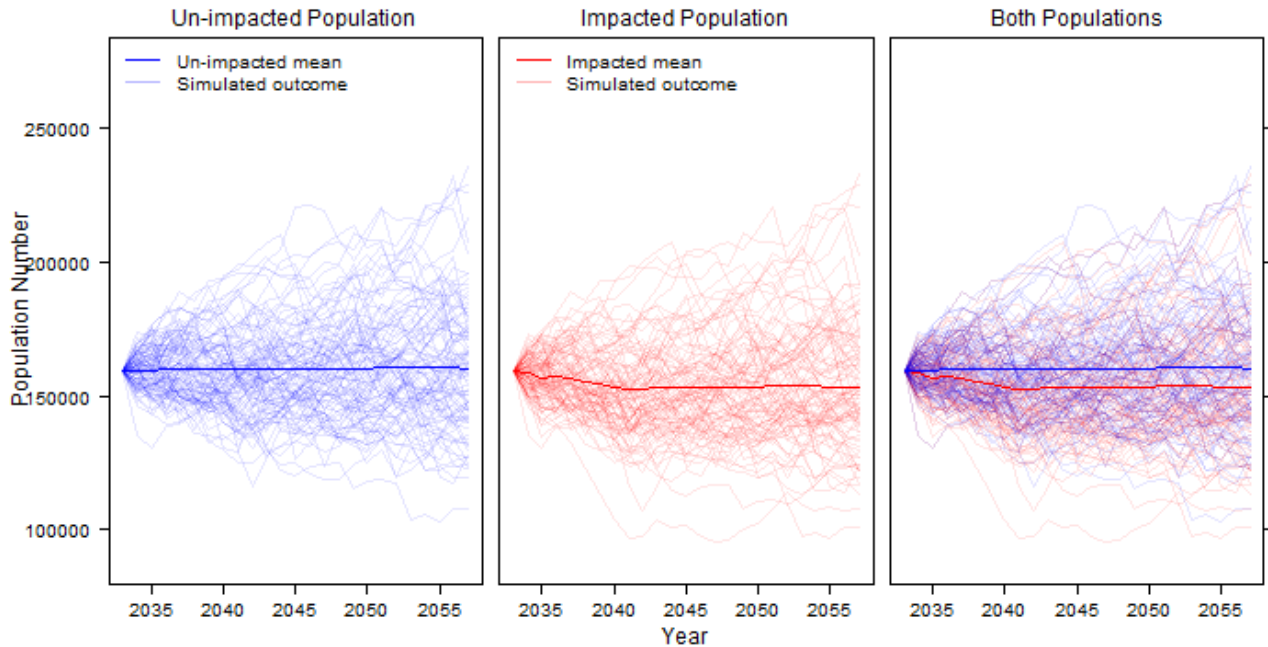 Un-impacted Population
Impacted Population
Both Populations
Un-impacted mean
Simulated outcome
Impacted mean
Simulated outcome
Population Number
250000
200000
150000
100000
2035 2040 2045 2050 2055
2035 2040 2045 2050 2055
2035 2040 2045 2050 2055
Year